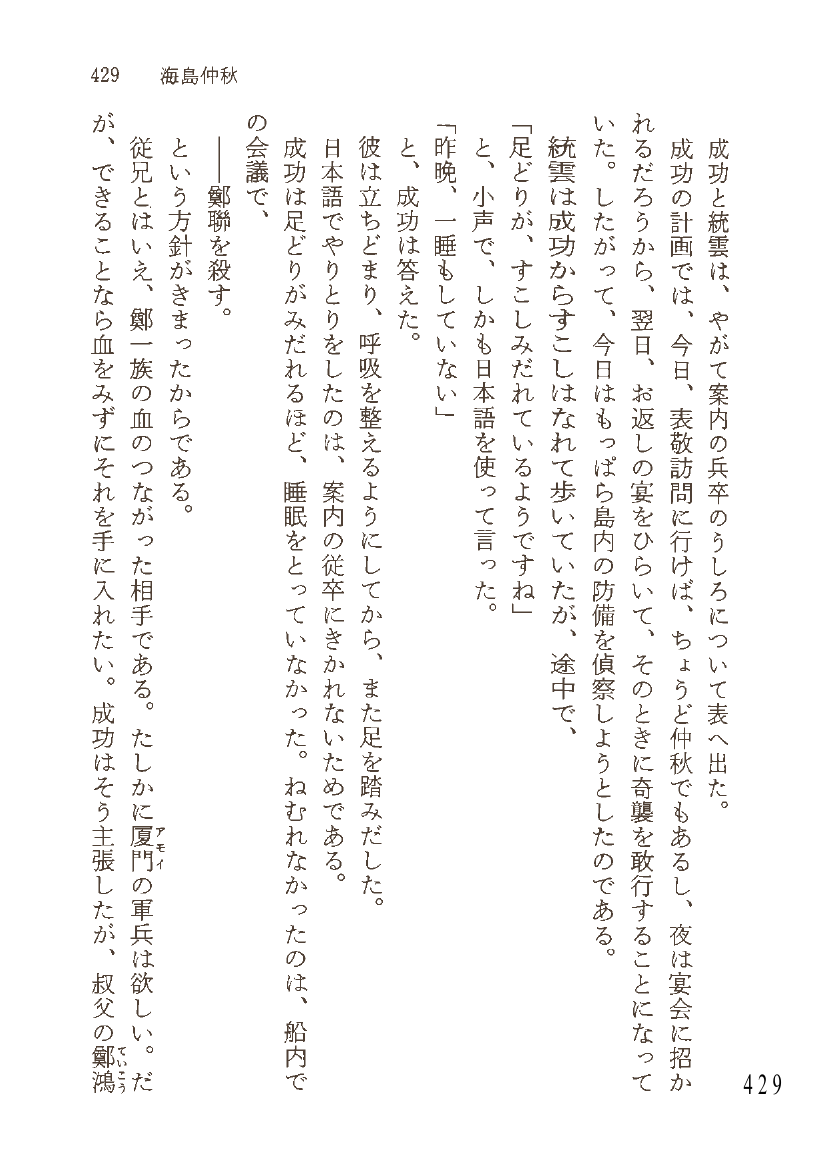 429 海島仲秋
成功と統雲は、やがて案内の兵卒のうしろについて表へ出た。
成功の計画では、今日、表敬訪問に行けば、ちょうど仲秋でもあるし、夜は宴会に招か
れるだろうから、翌日、お返しの宴をひらいて、そのときに奇襲を敢行することになって
いた。したがって、今日はもっぱら島内の防備を偵察しようとしたのである。
統雲は成功からすこしはなれて歩いていたが、途中で、
「足どりが、すこしみだれているようですね」
と、小声で、しかも日本語を使って言った。
「昨晩、一睡もしていない」
と、成功は答えた。
彼は立ちどまり、呼吸を整えるようにしてから、また足を踏みだした。
日本語でやりとりをしたのは、案内の従卒にきかれないためである。
成功は足どりがみだれるほど、睡眠をとっていなかった。ねむれなかったのは、船内で
の会議で、
――鄭聯を殺す。
という方針がきまったからである。
従兄とはいえ、鄭一族の血のつながった相手である。たしかに厦門の軍兵は欲しい。だ
アモイ
が、できることなら血をみずにそれを手に入れたい。成功はそう主張したが、叔父の鄭鴻
ていこう
429